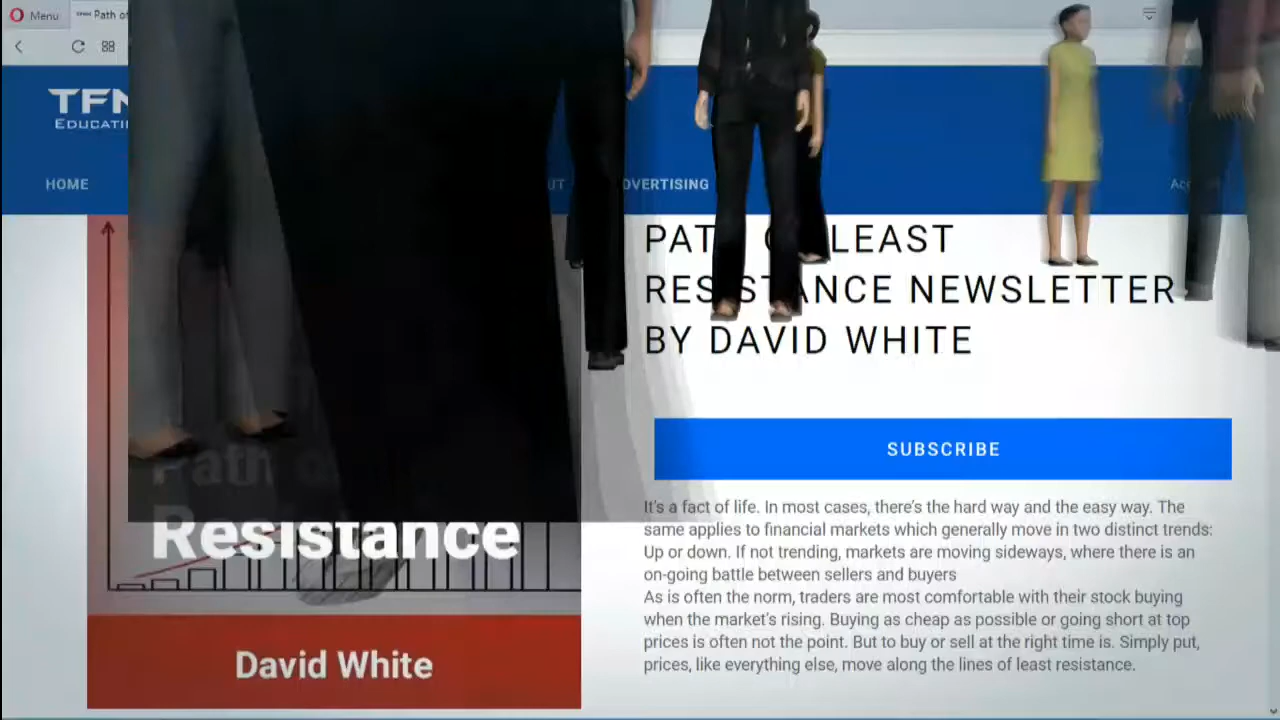 Menu
Path of
TFN
EDUCATI
HOME
UT
DVERTISING
PAT LEAST
RESISTANCE NEWSLETTER
BY DAVID WHITE
SUBSCRIBE
It's a fact of life. In most cases, there's the hard way and the easy way. The
same applies to financial markets which generally move in two distinct trends:
Up or down. If not trending, markets are moving sideways, where there is an
on-going battle between sellers and buyers
As is often the norm, traders are most comfortable with their stock buying
when the market's rising. Buying as cheap as possible or going short at top
prices is often not the point. But to buy or sell at the right time is. Simply put,
prices, like everything else, move along the lines of least resistance.
Path
Resistance
David White